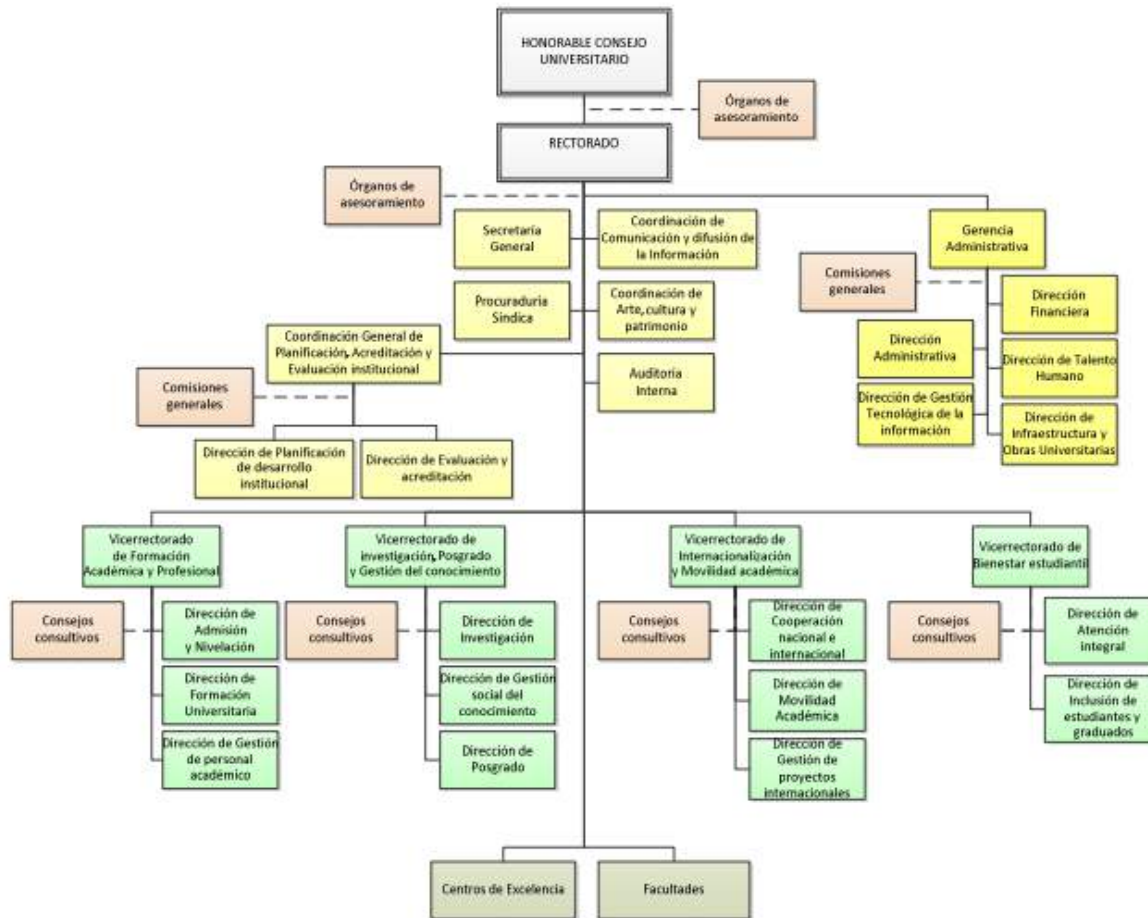 HONORABLE CONSEJO
UNIVERSITARIO
Órganos de
asesoramiento
RECTORADO
Órganos de
asesoramiento
Secretaría
General
Coordinación de
Comunicación y difusión de
la Información
Gerencia
Administrativa
Comisiones
generales
Procuraduría
Síndica
Coordinación de
Arte, cultura y
patrimonio
Dirección
Financiera
Coordinación General de
Planificación, Acreditación y
Evaluación institucional
Dirección
Administrativa
Auditoría
Interna
Dirección de Talento
Humano
Comisiones
generales
Dirección de Gestión
Tecnológica de la
información
Dirección de
Infraestructura y
Obras Universitarias
Dirección de Planificación
de desarrollo
institucional
Dirección de Evaluación y
acreditación
Vicerrectorado
de Formación
Académica y Profesional
Vicerrectorado de
investigación, Posgrado
y Gestión del conocimiento
Vicerrectorado de
Internacionalización
y Movilidad académica
Vicerrectorado de
Bienestar estudiantil
Consejos
consultivos
Dirección de
Admisión
y Nivelación
Consejos
consultivos
Dirección de
Investigación
Consejos
consultivos
Dirección de
Cooperación
nacional e
internacional
Consejos
consultivos
Dirección de
Atención
integral
Dirección de
Formación
Universitaria
Dirección de Gestión
social del
conocimiento
Dirección de
Movilidad
Académica
Dirección de
Inclusión de
estudiantes y
graduados
Dirección de Gestión
de personal
académico
Dirección de
Posgrado
Dirección de
Gestión de
proyectos
internacionales
Centros de Excelencia
Facultades